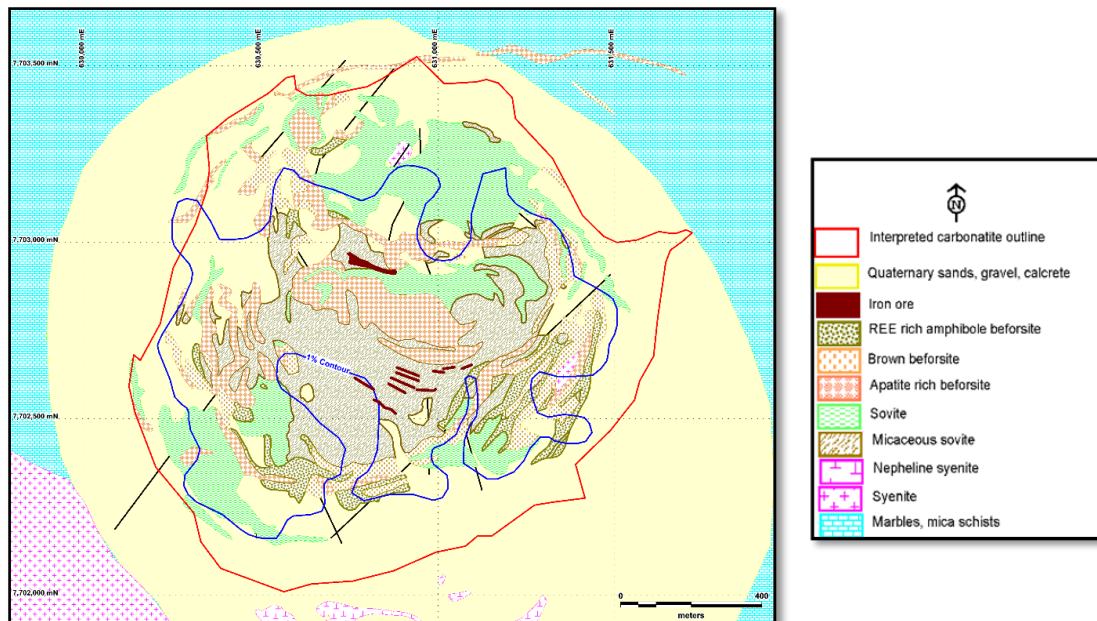 630,000 mE
630,500 mE
631,000 mE
631,500 mE
7,703,500 mN
7,703,000 mN
7,702,500 mN
7,702,000 mN
1% Contour
0
400
meters
N
Interpreted carbonatite outline
Quaternary sands, gravel, calcrete
Iron ore
REE rich amphibole beforsite
Brown beforsite
Apatite rich beforsite
Sovite
Micaceous sovite
Nepheline syenite
Syenite
Marbles, mica schists